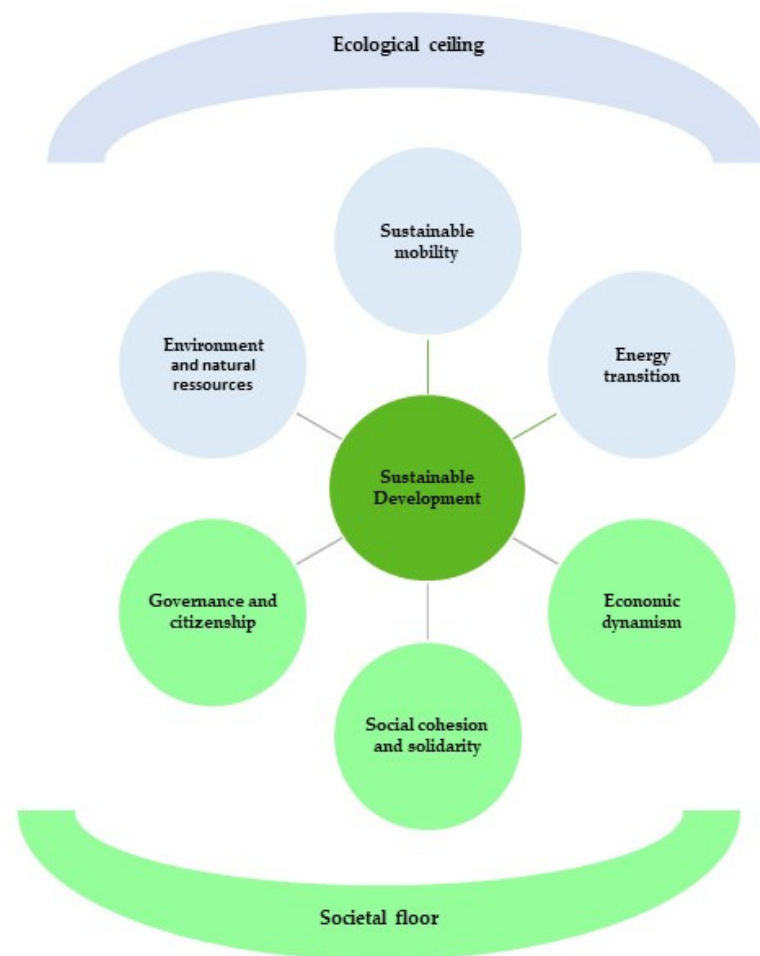 Ecological ceiling
Sustainable
mobility
Environment
and natural
ressources
Energy
transition
Sustainable
Development
Governance and
citizenship
Economic
dynamism
Social cohesion
and solidarity
Societal floor